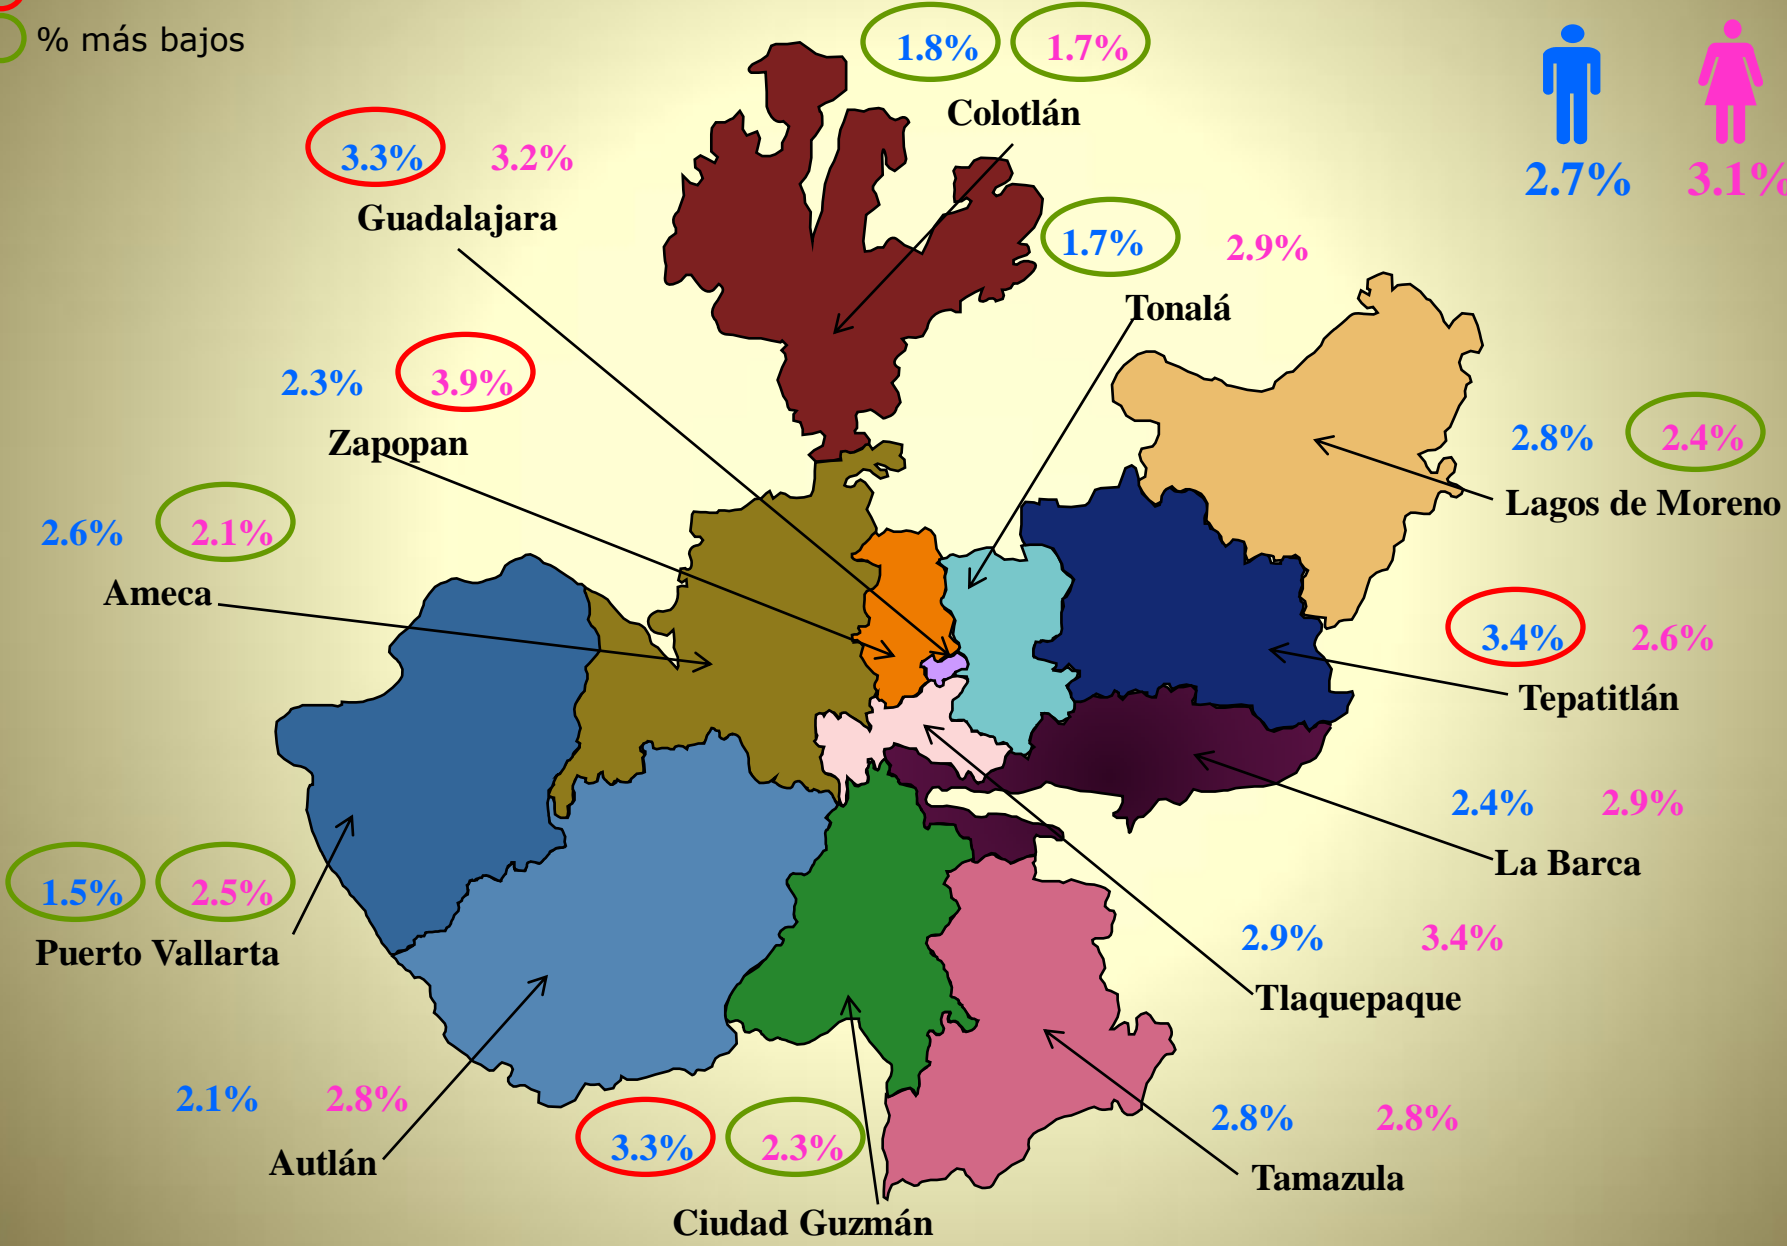 % más bajos
1.8% 1.7%
Colotlán
2.7% 3.1%
3.3% 3.2%
Guadalajara
1.7% 2.9%
Tonalá
2.3% 3.9%
Zapopan
2.8% 2.4%
Lagos de Moreno
2.6% 2.1%
Ameca
3.4% 2.6%
Tepatitlán
2.4% 2.9%
La Barca
1.5% 2.5%
Puerto Vallarta
2.9% 3.4%
Tlaquepaque
2.1% 2.8%
Autlán
3.3% 2.3%
Ciudad Guzmán
2.8% 2.8%
Tamazula